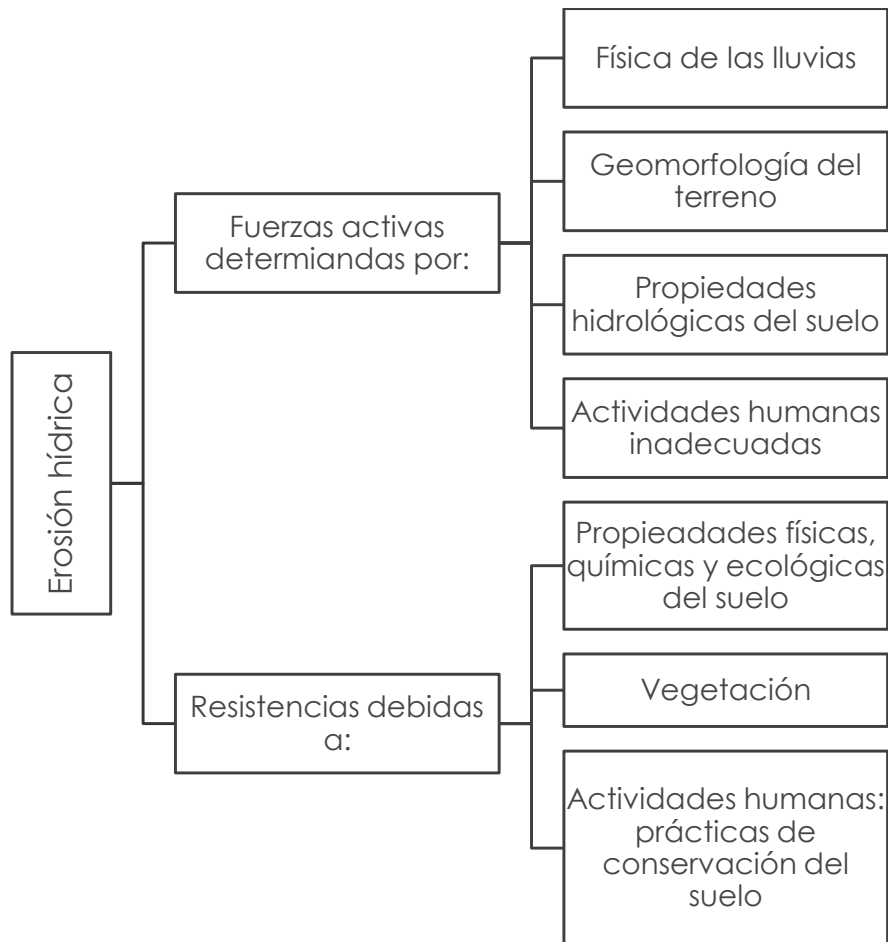 Erosión hídrica
Fuerzas activas
determiandas por:
Física de las lluvias
Geomorfología del
terreno
Propiedades
hidrológicas del suelo
Actividades humanas
inadecuadas
Resistencias debidas
a:
Propieadades físicas,
químicas y ecológicas
del suelo
Vegetación
Actividades humanas:
prácticas de
conservación del
suelo